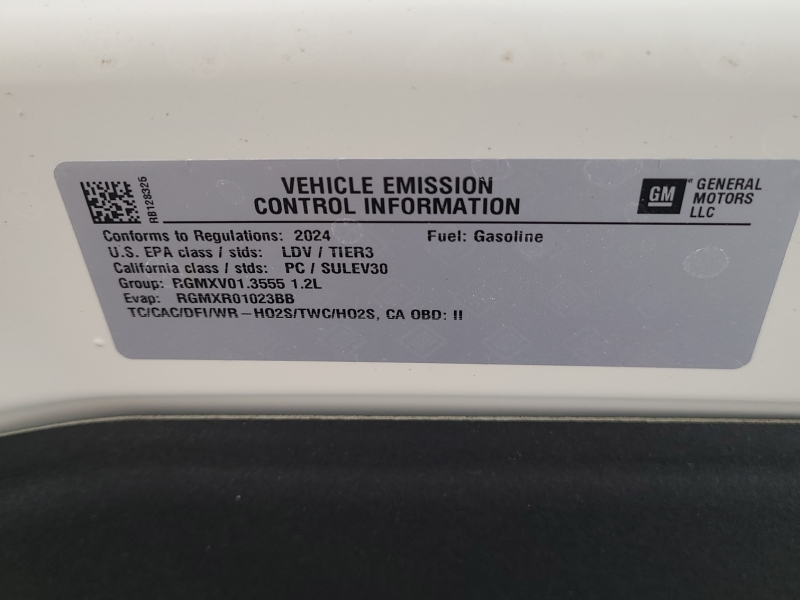 VEHICLE EMISSION
CONTROL INFORMATION
RB128325
GM
GENERAL
MOTORS
LLC
Conforms to Regulations: 2024 Fuel: Gasoline
U.S. EPA class / stds: LDV / TIER3
California class / stds: PC / SULEV30
Group: RGMXV01.3555 1.2L
Evap: RGMXR01023BB
TC/CAC/DFI/WR-HO2S/TWC/HO2S, CA OBD: II